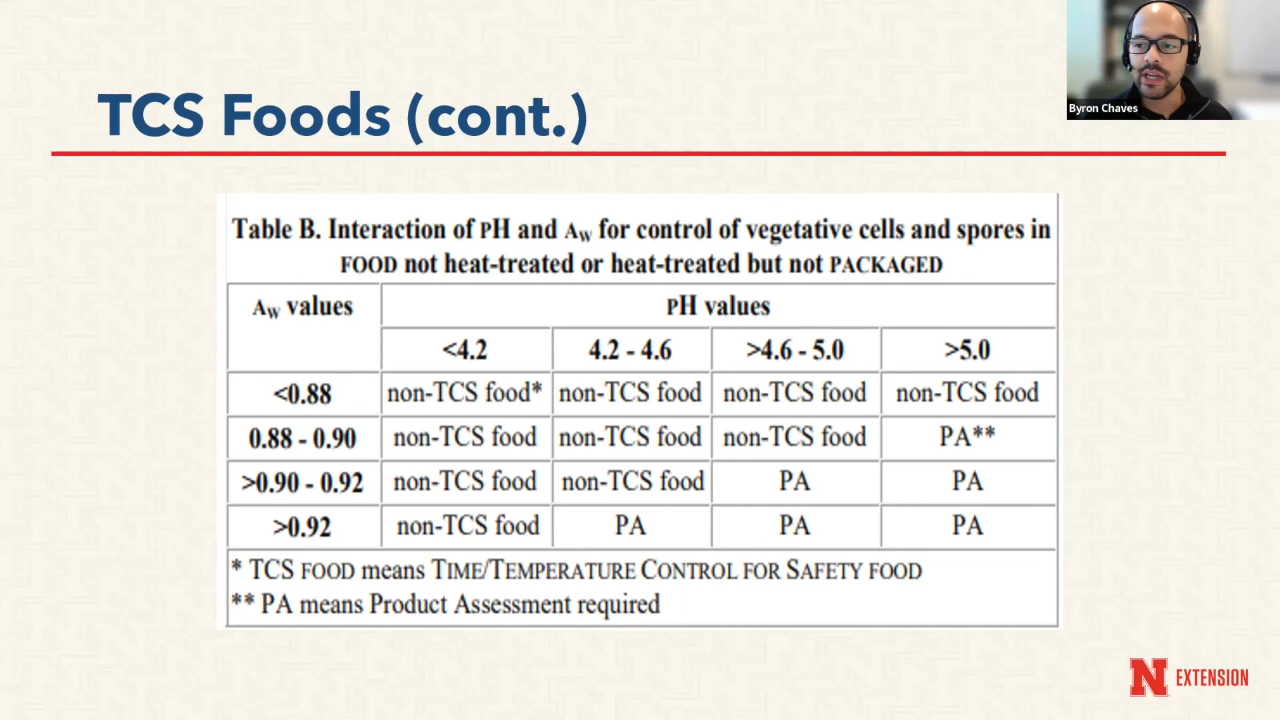 Byron Chaves
TCS Foods (cont.)
Table B. Interaction of PH and AW for control of vegetative cells and spores in
FOOD not heat-treated or heat-treated but not PACKAGED
AW values PH values
<4.2 4.2 - 4.6 >4.6 - 5.0 >5.0
<0.88 non-TCS food* non-TCS food non-TCS food non-TCS food
0.88 - 0.90 non-TCS food non-TCS food non-TCS food PA**
>0.90 - 0.92 non-TCS food non-TCS food PA PA
>0.92 non-TCS food PA PA PA
* TCS FOOD means TIME/TEMPERATURE CONTROL FOR SAFETY FOOD
** PA means Product Assessment required
N EXTENSION